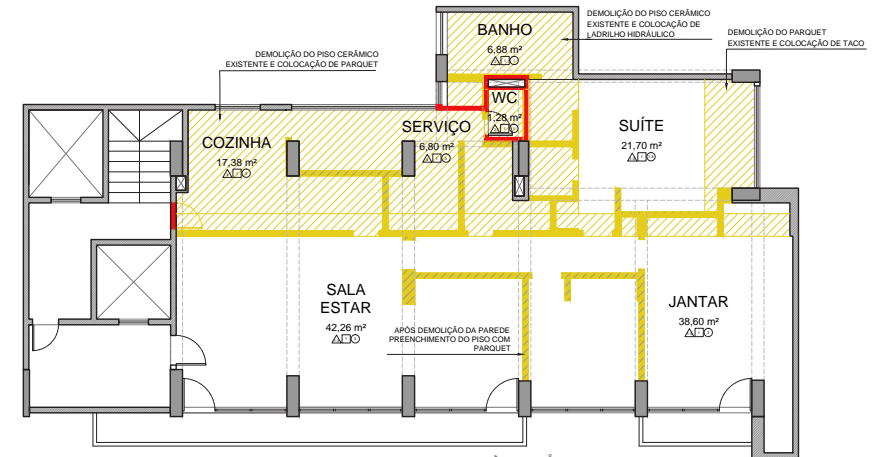 DEMOLIÇÃO DO PISO CERÂMICO
EXISTENTE E COLOCAÇÃO DE
LADRILHO HIDRÁULICO
DEMOLIÇÃO DO PARQUET
EXISTENTE E COLOCAÇÃO DE TACO
DEMOLIÇÃO DO PISO CERÂMICO
EXISTENTE E COLOCAÇÃO DE PARQUET
BANHO
6,88 m²
WC
1,28 m²
SERVIÇO
6,80 m²
COZINHA
17,38 m²
SUÍTE
21,70 m²
SALA
ESTAR
42,26 m²
APÓS DEMOLIÇÃO DA PAREDE
PREENCHIMENTO DO PISO COM
PARQUET
JANTAR
38,60 m²